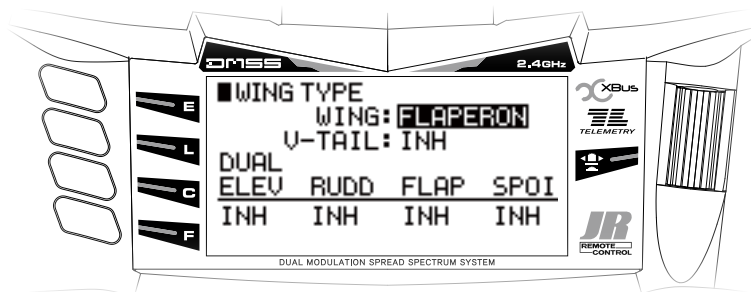 DMSS 2.4GHz
■WING TYPE
WING: FLAPERON
V-TAIL: INH
DUAL
ELEV RUDD FLAP SPOI
INH INH INH INH
E
L
C
F
XBus
TELEMETRY
JR
REMOTE
CONTROL
DUAL MODULATION SPREAD SPECTRUM SYSTEM